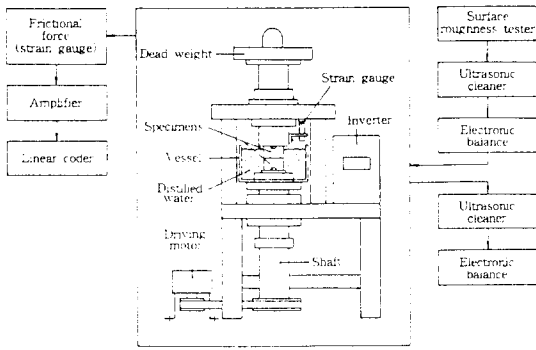 Frictional
force
(strain gauge)
Amplifier
Linear coder
Dead weight
Strain gauge
Specimens
Inverter
Vessel
Distilled
water
Driving
motor
Shaft
Surface
roughness tester
Ultrasonic
cleaner
Electronic
balance
Ultrasonic
cleaner
Electronic
balance